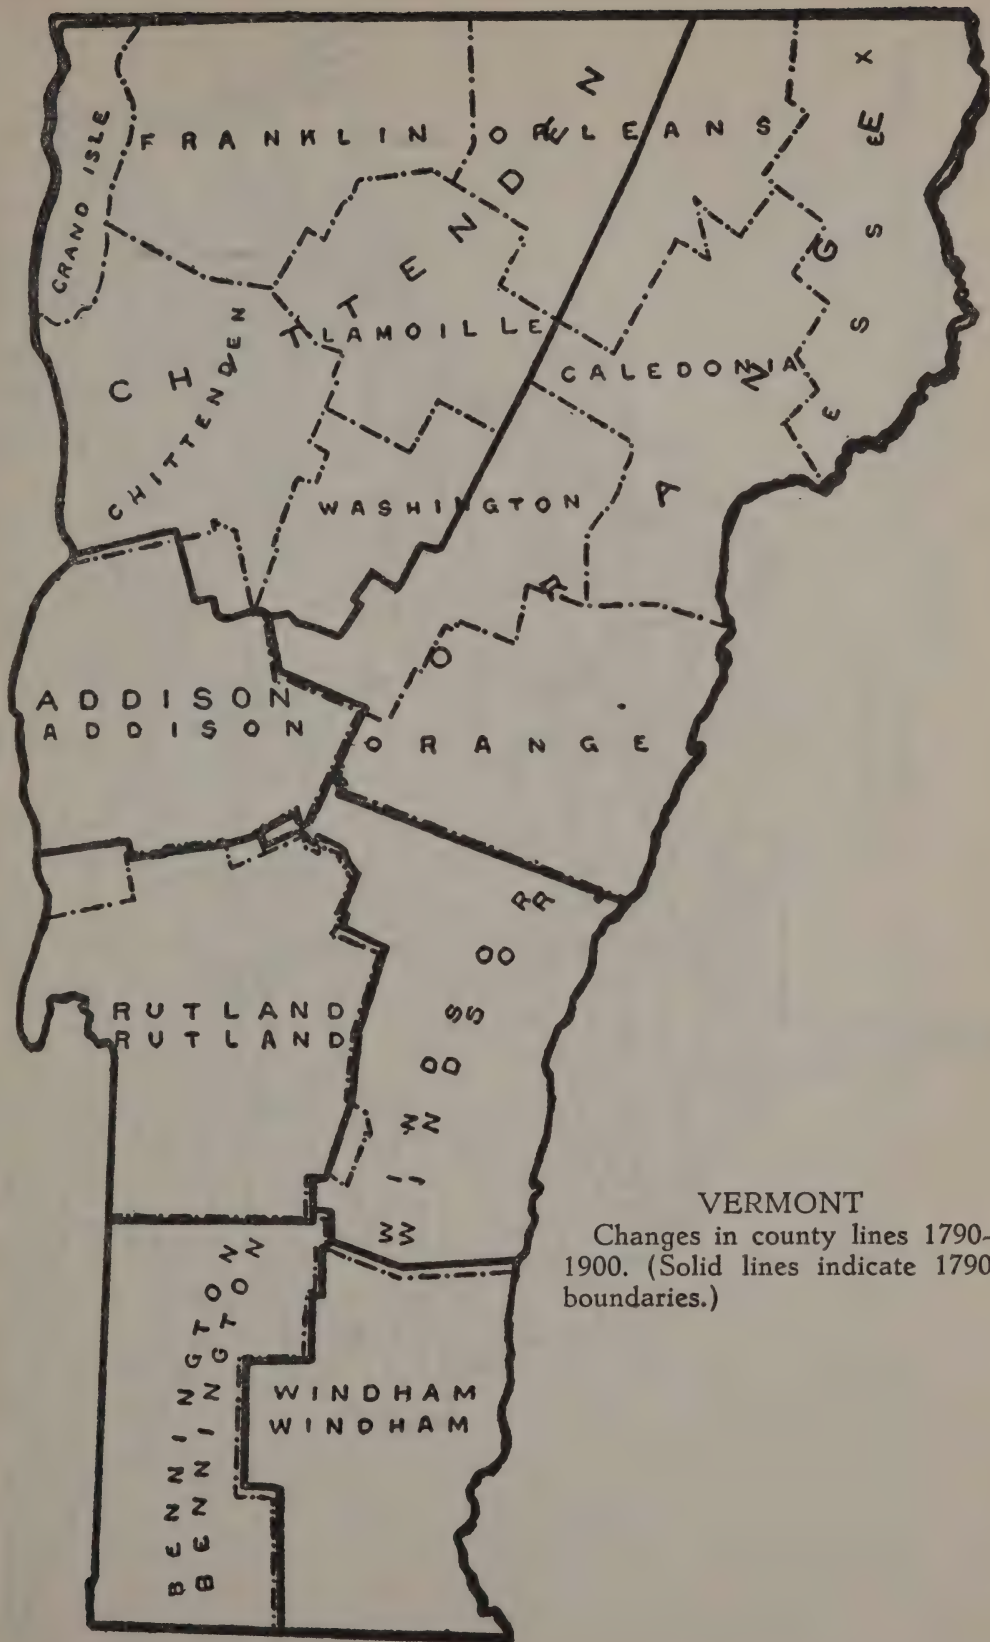 GRAND ISLE
FRANKLIN
ORLEANS
ESSEX
CHITTENDEN
CHITTENDEN
LAMOILLE
CALEDONIA
WASHINGTON
ORANGE
ADDISON
ADDISON
ORANGE
RUTLAND
RUTLAND
WINDSOR
WINDSOR
VERMONT
Changes in county lines 1790-
1900. (Solid lines indicate 1790
boundaries.)
BENNINGTON
BENNINGTON
WINDHAM
WINDHAM